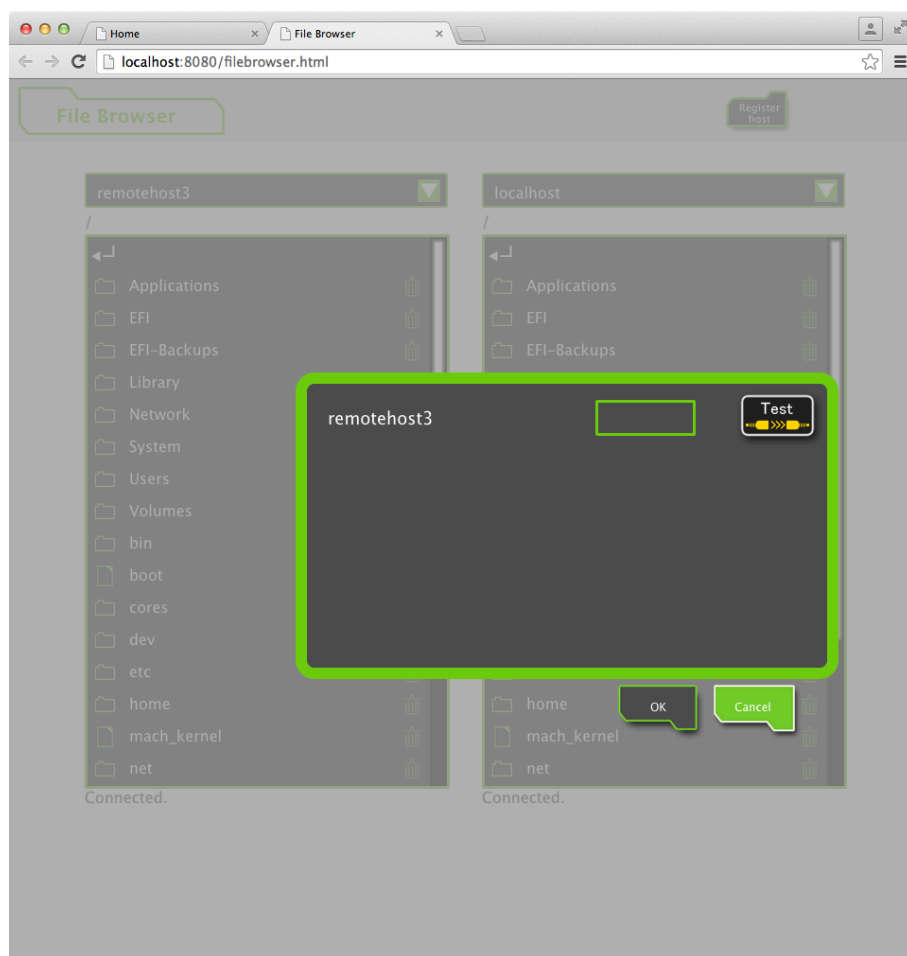 Home
File Browser
localhost:8080/filebrowser.html
File Browser
Register
host
remotehost3
/
Applications
EFI
EFI-Backups
Library
Network
System
Users
Volumes
bin
boot
cores
dev
etc
home
mach_kernel
net
Connected.
localhost
/
Applications
EFI
EFI-Backups
home
mach_kernel
net
Connected.
remotehost3
Test
OK
Cancel